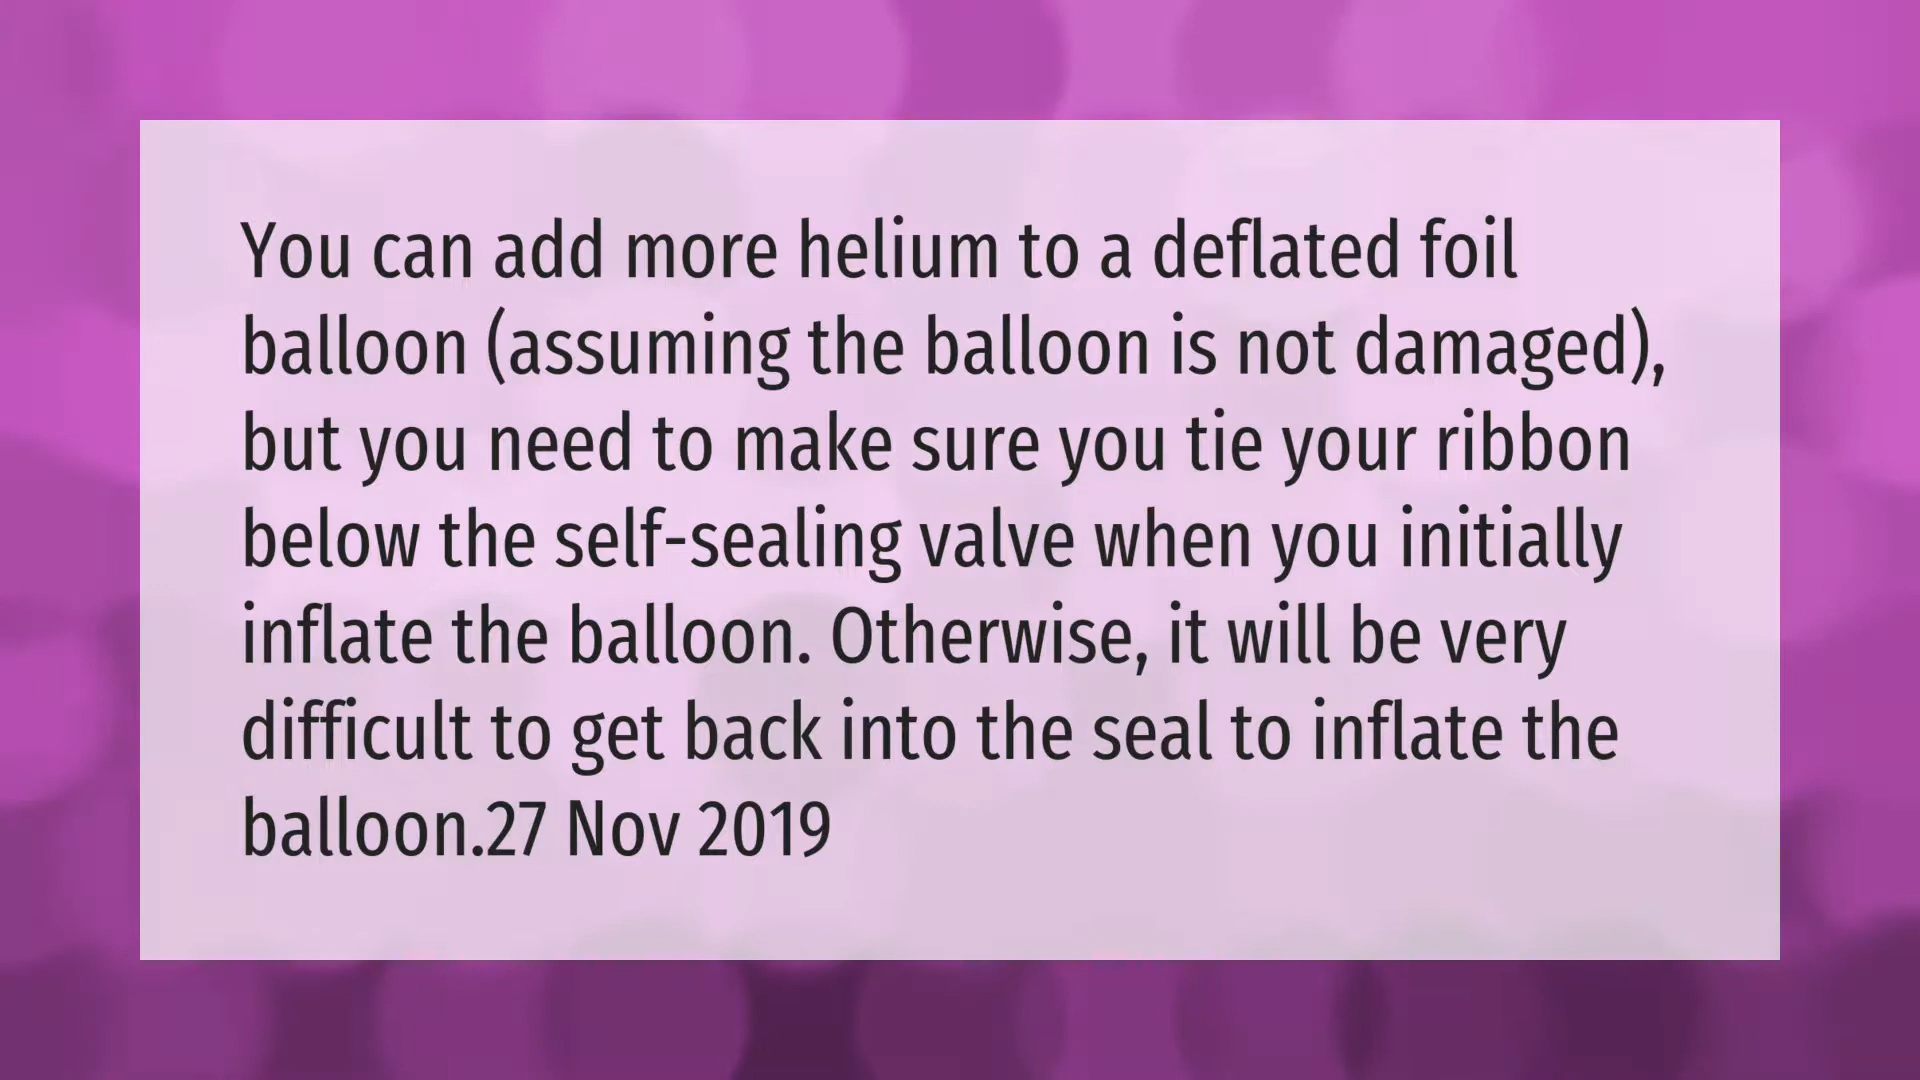 You can add more helium to a deflated foil
balloon (assuming the balloon is not damaged),
but you need to make sure you tie your ribbon
below the self-sealing valve when you initially
inflate the balloon. Otherwise, it will be very
difficult to get back into the seal to inflate the
balloon.27 Nov 2019